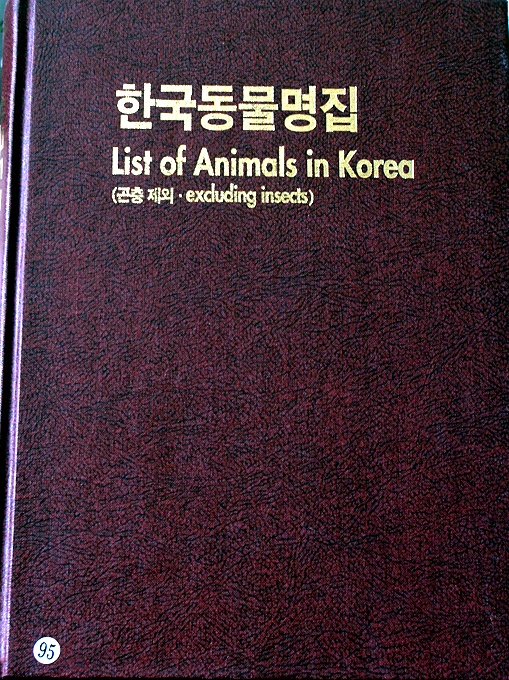 한국동물명집
List of Animals in Korea
(곤충 제외 · excluding insects)
95